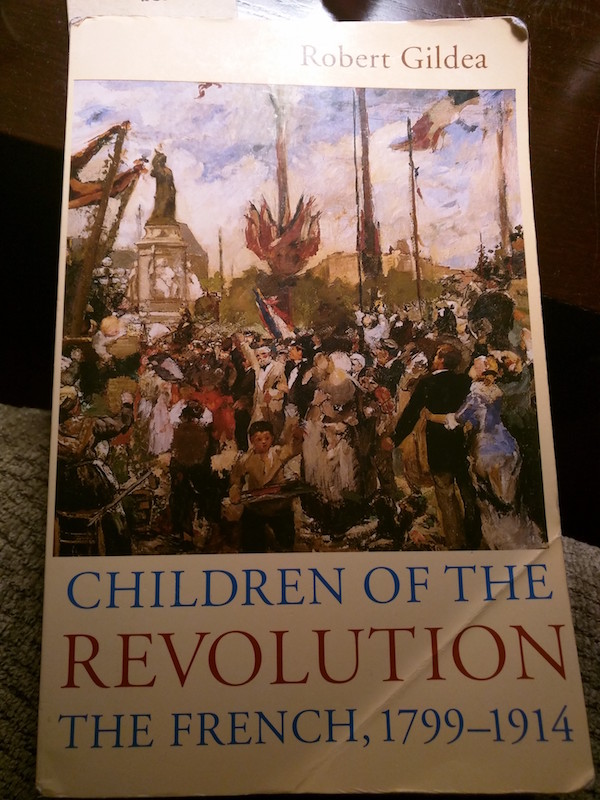 Robert Gildea
CHILDREN OF THE
REVOLUTION
THE FRENCH, 1799–1914